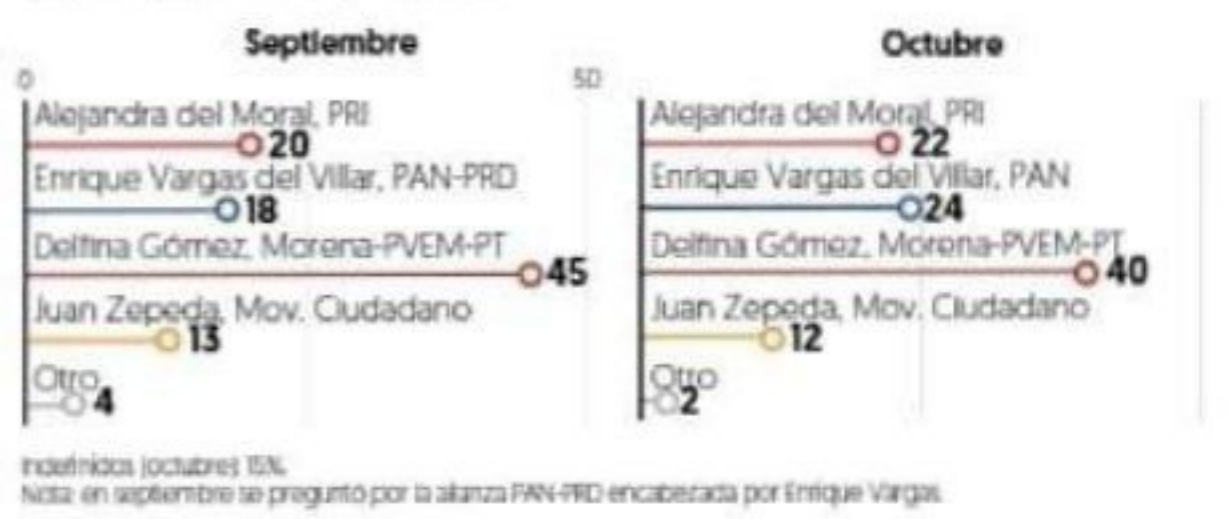 Septiembre
0 50
Alejandra del Moral, PRI
20
Enrique Vargas del Villar, PAN-PRD
18
Delfina Gómez, Morena-PVEM-PT
45
Juan Zepeda, Mov. Ciudadano
13
Otro
4
Octubre
Alejandra del Moral, PRI
22
Enrique Vargas del Villar, PAN
24
Delfina Gómez, Morena-PVEM-PT
40
Juan Zepeda, Mov. Ciudadano
12
Otro
2
Indefinidos (octubre) 15%
Nota: en septiembre se preguntó por la alianza PAN-PRD encabezada por Enrique Vargas